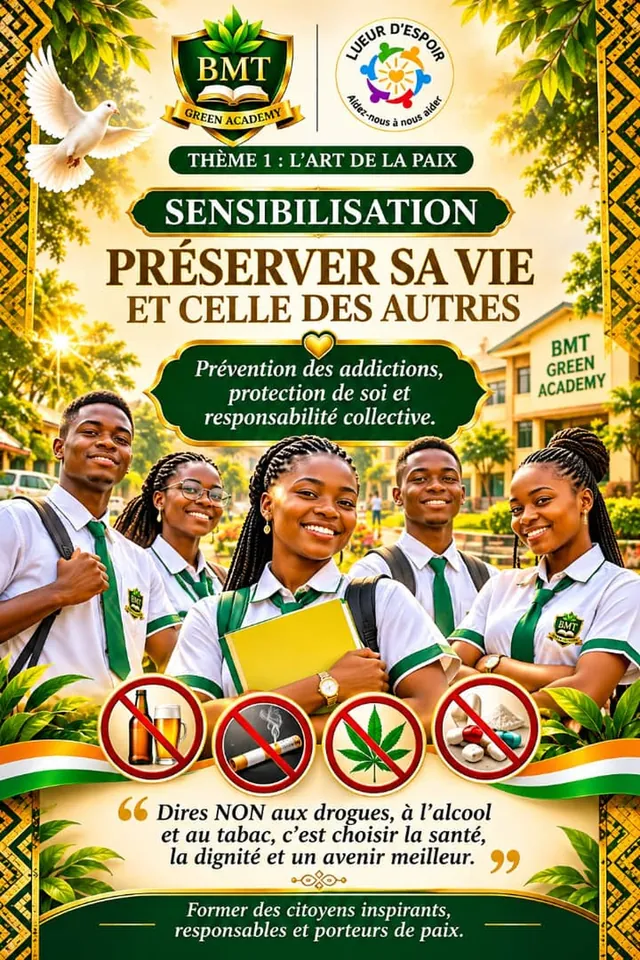 BMT
GREEN ACADEMY
LUEUR D'ESPOIR
Aidez-nous à nous aider
THÈME 1 : L'ART DE LA PAIX
SENSIBILISATION
PRÉSERVER SA VIE
ET CELLE DES AUTRES
Prévention des addictions,
protection de soi et
responsabilité collective.
BMT
GREEN
ACADEMY
BMT
BMT
“ Dires NON aux drogues, à l'alcool
et au tabac, c'est choisir la santé,
la dignité et un avenir meilleur. ”
Former des citoyens inspirants,
responsables et porteurs de paix.